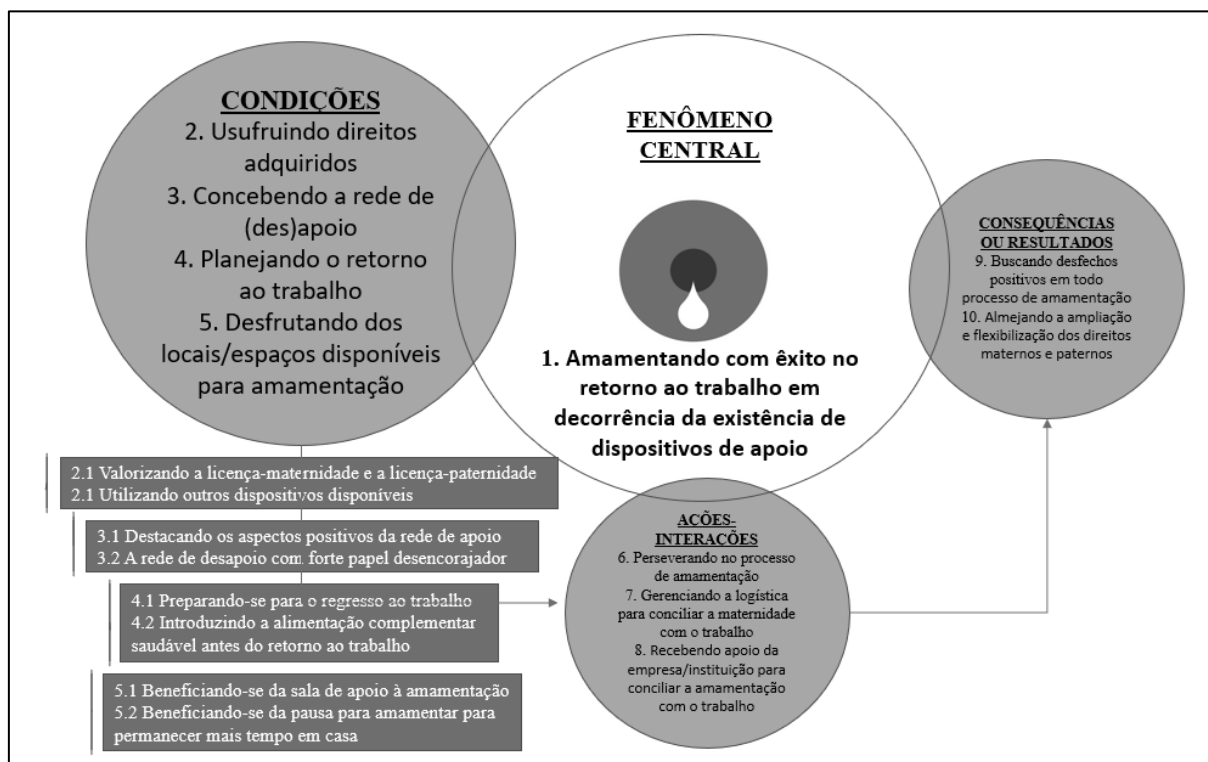 CONDIÇÕES
2. Usufruindo direitos
adquiridos
3. Concebendo a rede de
(des)apoio
4. Planejando o retorno
ao trabalho
5. Desfrutando dos
locais/espaços disponíveis
para amamentação
FENÔMENO
CENTRAL
1. Amamentando com êxito no
retorno ao trabalho em
decorrência da existência de
dispositivos de apoio
CONSEQUÊNCIAS
OU RESULTADOS
9. Buscando desfechos
positivos em todo
processo de amamentação
10. Almejando a ampliação
e flexibilização dos direitos
maternos e paternos
2.1 Valorizando a licença-maternidade e a licença-paternidade
2.1 Utilizando outros dispositivos disponíveis
3.1 Destacando os aspectos positivos da rede de apoio
3.2 A rede de desapoio com forte papel desencorajador
4.1 Preparando-se para o regresso ao trabalho
4.2 Introduzindo a alimentação complementar
saudável antes do retorno ao trabalho
5.1 Beneficiando-se da sala de apoio à amamentação
5.2 Beneficiando-se da pausa para amamentar para
permanecer mais tempo em casa
AÇÕES-
INTERAÇÕES
6. Perseverando no processo
de amamentação
7. Gerenciando a logística
para conciliar a maternidade
com o trabalho
8. Recebendo apoio da
empresa/instituição para
conciliar a amamentação
com o trabalho